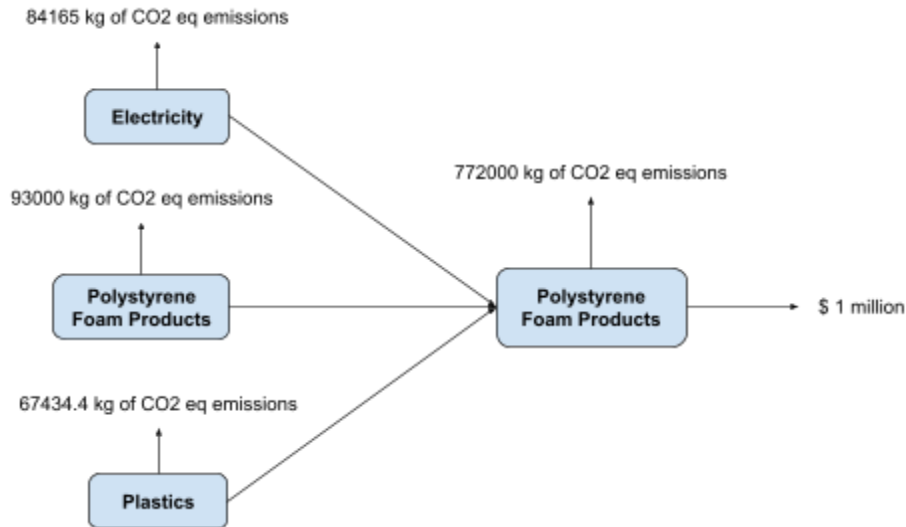 84165 kg of CO2 eq emissions
Electricity
93000 kg of CO2 eq emissions
Polystyrene
Foam Products
67434.4 kg of CO2 eq emissions
Plastics
772000 kg of CO2 eq emissions
Polystyrene
Foam Products
$ 1 million